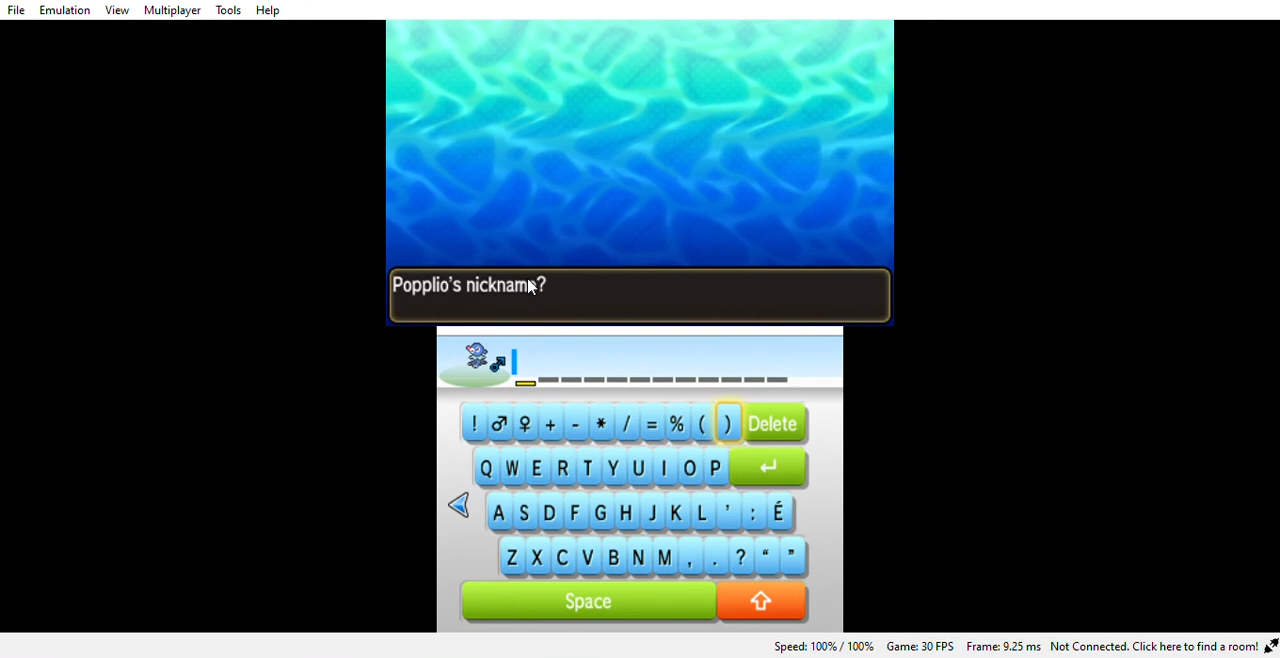 File Emulation View Multiplayer Tools Help
Popplio's nickname?
! ♂ ♀ + - * / = % ( ) Delete
Q W E R T Y U I O P
A S D F G H J K L ' : É
Z X C V B N M , . ? “ ”
Space
Speed: 100% / 100% Game: 30 FPS Frame: 9.25 ms Not Connected. Click here to find a room!